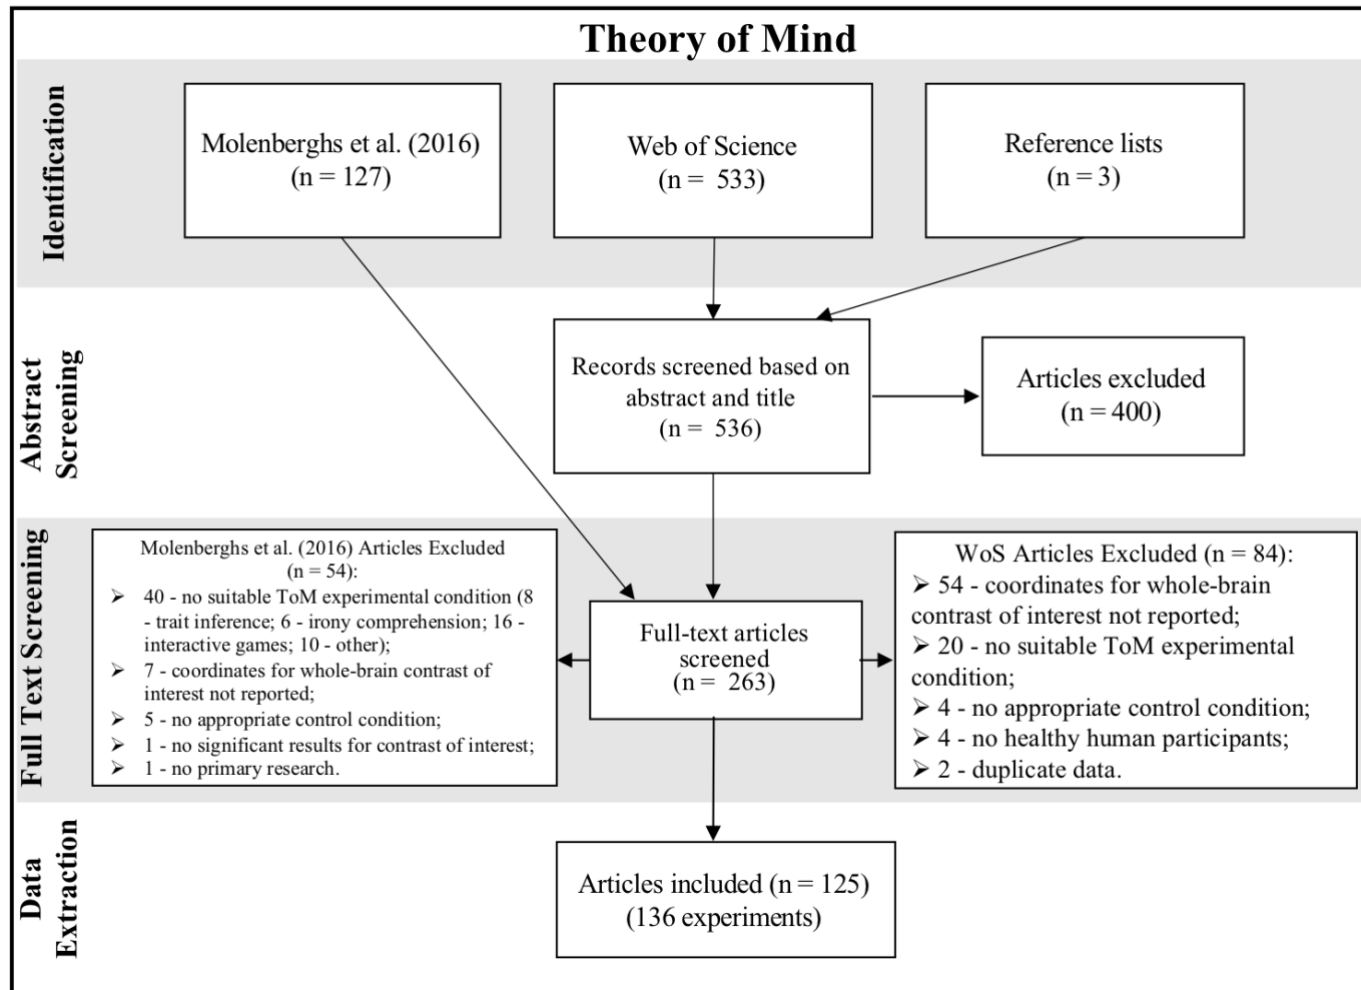 Theory of Mind
Identification
Molenberghs et al. (2016)
(n = 127)
Web of Science
(n = 533)
Reference lists
(n = 3)
Abstract
Screening
Records screened based on
abstract and title
(n = 536)
Articles excluded
(n = 400)
Full Text Screening
Molenberghs et al. (2016) Articles Excluded
(n = 54):
➢ 40 - no suitable ToM experimental condition (8
- trait inference; 6 - irony comprehension; 16 -
interactive games; 10 - other);
➢ 7 - coordinates for whole-brain contrast of
interest not reported;
➢ 5 - no appropriate control condition;
➢ 1 - no significant results for contrast of interest;
➢ 1 - no primary research.
Full-text articles
screened
(n = 263)
WoS Articles Excluded (n = 84):
➢ 54 - coordinates for whole-brain
contrast of interest not reported;
➢ 20 - no suitable ToM experimental
condition;
➢ 4 - no appropriate control condition;
➢ 4 - no healthy human participants;
➢ 2 - duplicate data.
Data
Extraction
Articles included (n = 125)
(136 experiments)